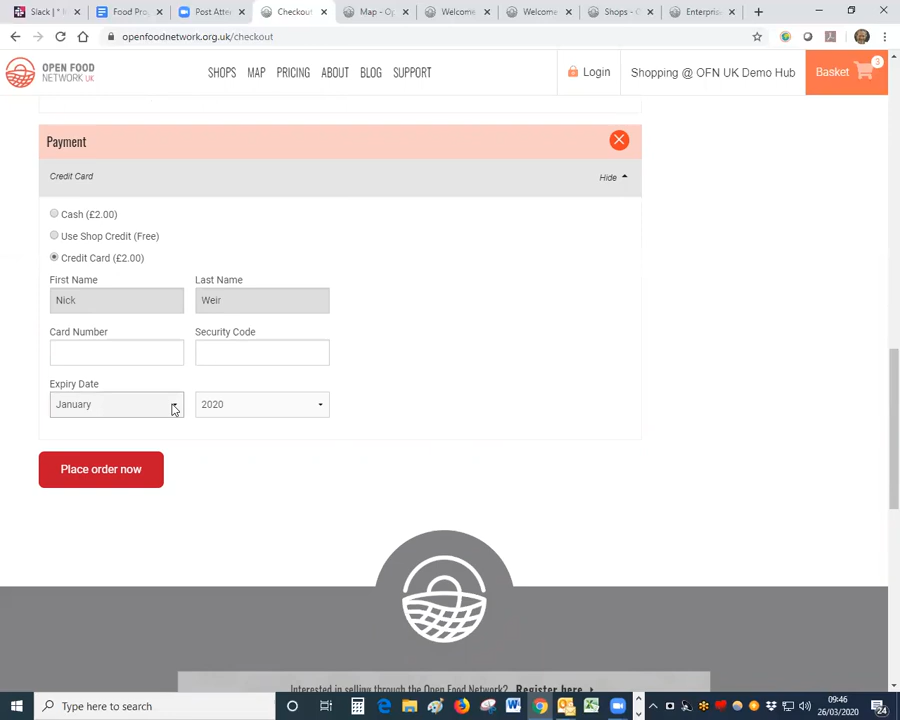 Slack | * Food Pro Post Atte Checkout Map - Op Welcome Welcome Shops - O Enterpris
openfoodnetwork.org.uk/checkout
OPEN FOOD NETWORK UK
SHOPS MAP PRICING ABOUT BLOG SUPPORT
Login
Shopping @ OFN UK Demo Hub
Basket 3
Payment
Credit Card
Hide
Cash (£2.00)
Use Shop Credit (Free)
Credit Card (£2.00)
First Name Last Name
Nick Weir
Card Number Security Code
Expiry Date
January 2020
Place order now
Interested in selling through the Open Food Network? Register here
Type here to search
09:46
26/03/2020
24